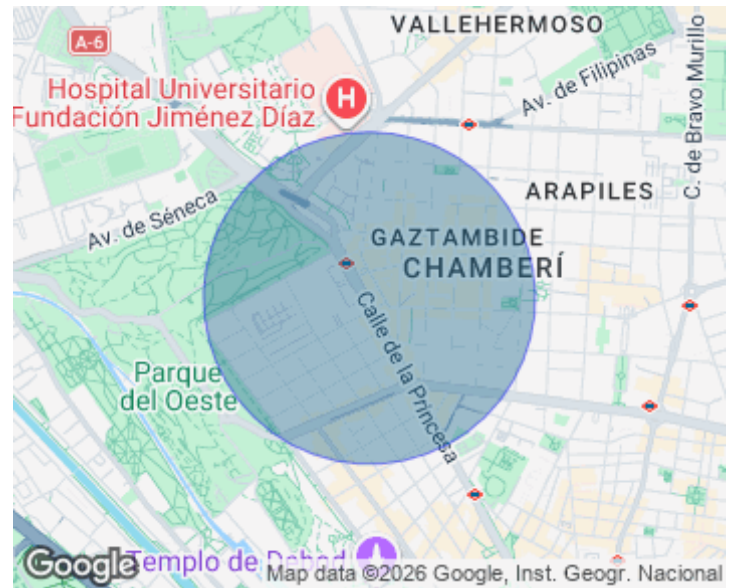 VALLEHERMOSO
A-6
Hospital Universitario
Fundación Jiménez Díaz
H
Av. de Filipinas
C. de Bravo Murillo
ARAPILES
Av. de Séneca
GAZTAMBIDE
CHAMBERÍ
Calle de la Princesa
Parque
del Oeste
Templo de Debod
Google
Map data ©2026 Google, Inst. Geogr. Nacional